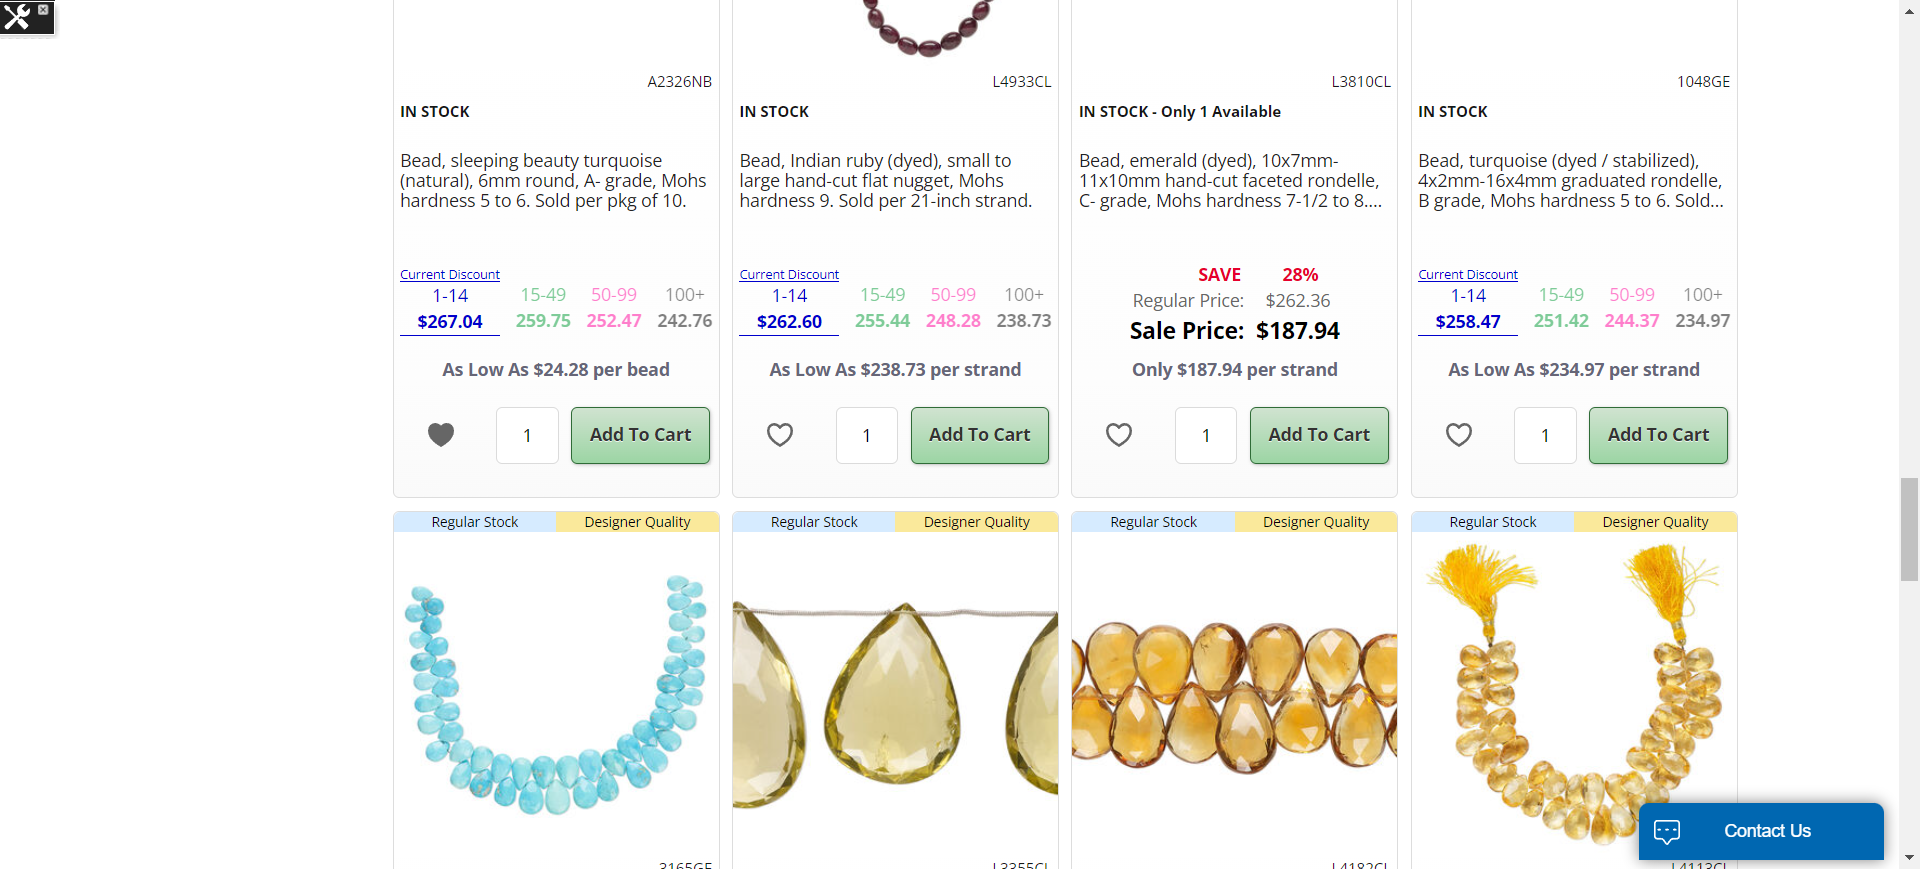 A2326NB
IN STOCK
Bead, sleeping beauty turquoise
(natural), 6mm round, A- grade, Mohs
hardness 5 to 6. Sold per pkg of 10.
Current Discount
1-14 15-49 50-99 100+
$267.04 259.75 252.47 242.76
As Low As $24.28 per bead
1 Add To Cart
L4933CL
IN STOCK
Bead, Indian ruby (dyed), small to
large hand-cut flat nugget, Mohs
hardness 9. Sold per 21-inch strand.
Current Discount
1-14 15-49 50-99 100+
$262.60 255.44 248.28 238.73
As Low As $238.73 per strand
1 Add To Cart
L3810CL
IN STOCK - Only 1 Available
Bead, emerald (dyed), 10x7mm-
11x10mm hand-cut faceted rondelle,
C- grade, Mohs hardness 7-1/2 to 8....
SAVE 28%
Regular Price: $262.36
Sale Price: $187.94
Only $187.94 per strand
1 Add To Cart
1048GE
IN STOCK
Bead, turquoise (dyed / stabilized),
4x2mm-16x4mm graduated rondelle,
B grade, Mohs hardness 5 to 6. Sold...
Current Discount
1-14 15-49 50-99 100+
$258.47 251.42 244.37 234.97
As Low As $234.97 per strand
1 Add To Cart
Regular Stock Designer Quality
3165GE
Regular Stock Designer Quality
L3355CL
Regular Stock Designer Quality
L4182CL
Regular Stock Designer Quality
L4113CL
Contact Us